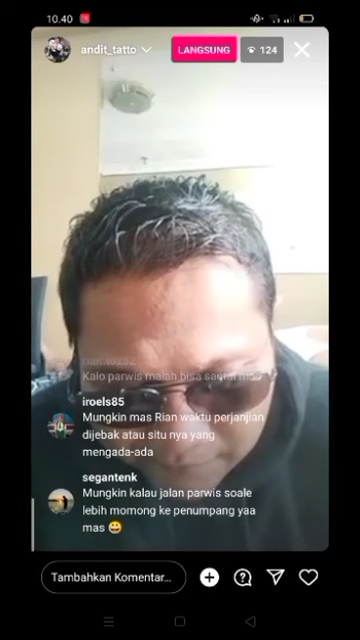 10.40
andit_tatto
LANGSUNG
124
Kalo parwis malah bisa santai mas
iroels85
Mungkin mas Rian waktu perjanjian
dijebak atau situ nya yang
mengada-ada
segantenk
Mungkin kalau jalan parwis soale
lebih momong ke penumpang yaa
mas 😀
Tambahkan Komentar...